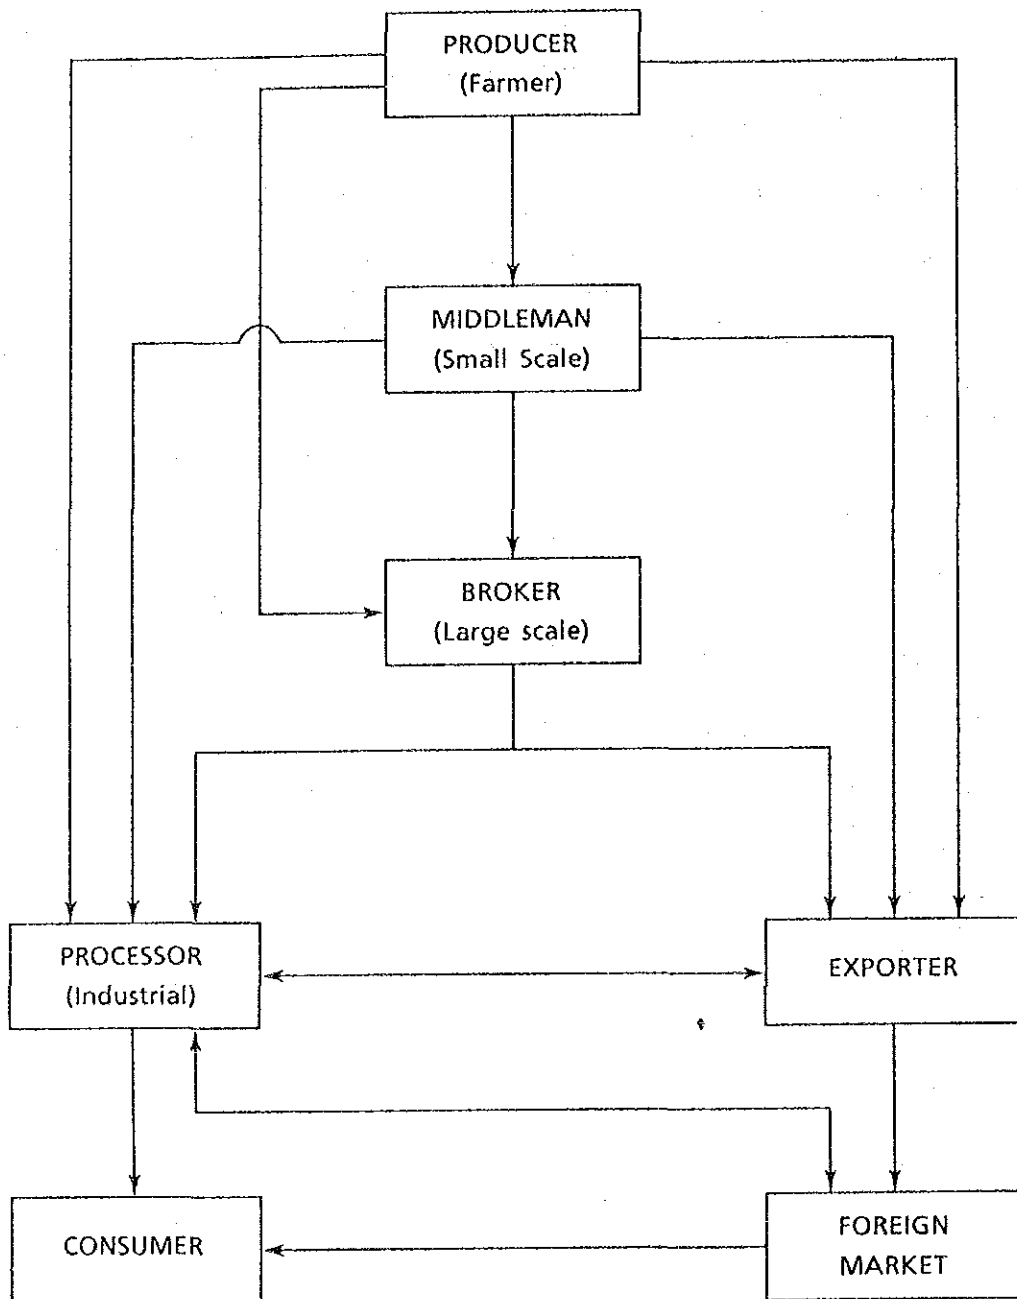 PRODUCER
(Farmer)
MIDDLEMAN
(Small Scale)
BROKER
(Large scale)
PROCESSOR
(Industrial)
EXPORTER
CONSUMER
FOREIGN
MARKET